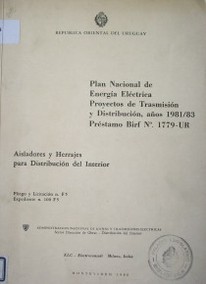 REPUBLICA ORIENTAL DEL URUGUAY
Plan Nacional de
Energía Eléctrica
Proyectos de Trasmisión
y Distribución, años 1981/83
Préstamo Birf Nº. 1779-UR
Aisladores y Herrajes
para Distribución del Interior
Pliego y Licitación n. P5
Expediente n. 100 P5
ADMINISTRACION NACIONAL DE USINAS Y TRASMISIONES ELECTRICAS
MONTEVIDEO